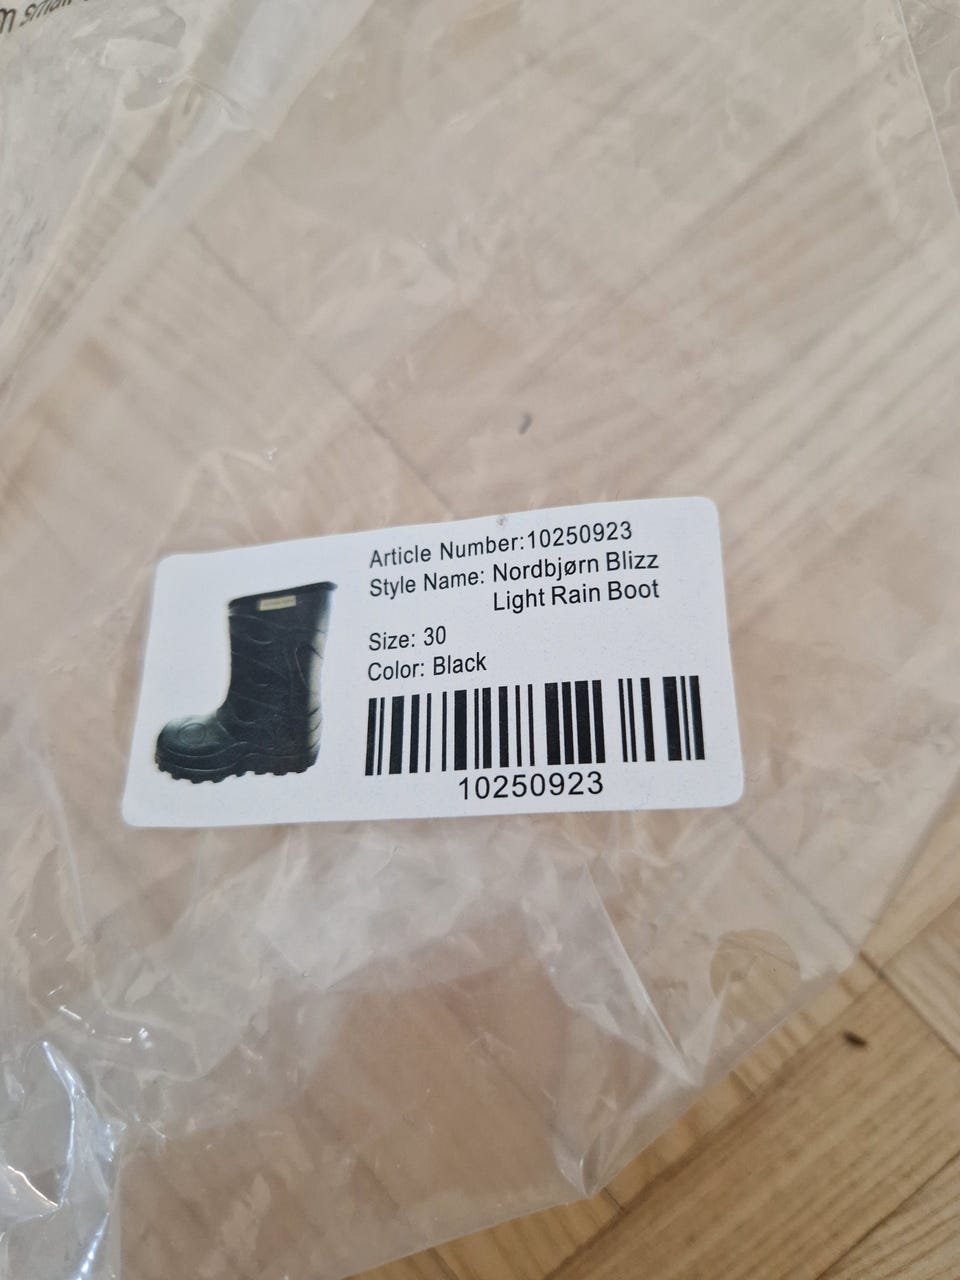 Article Number:10250923
Style Name: Nordbjørn Blizz
Light Rain Boot
Size: 30
Color: Black
10250923